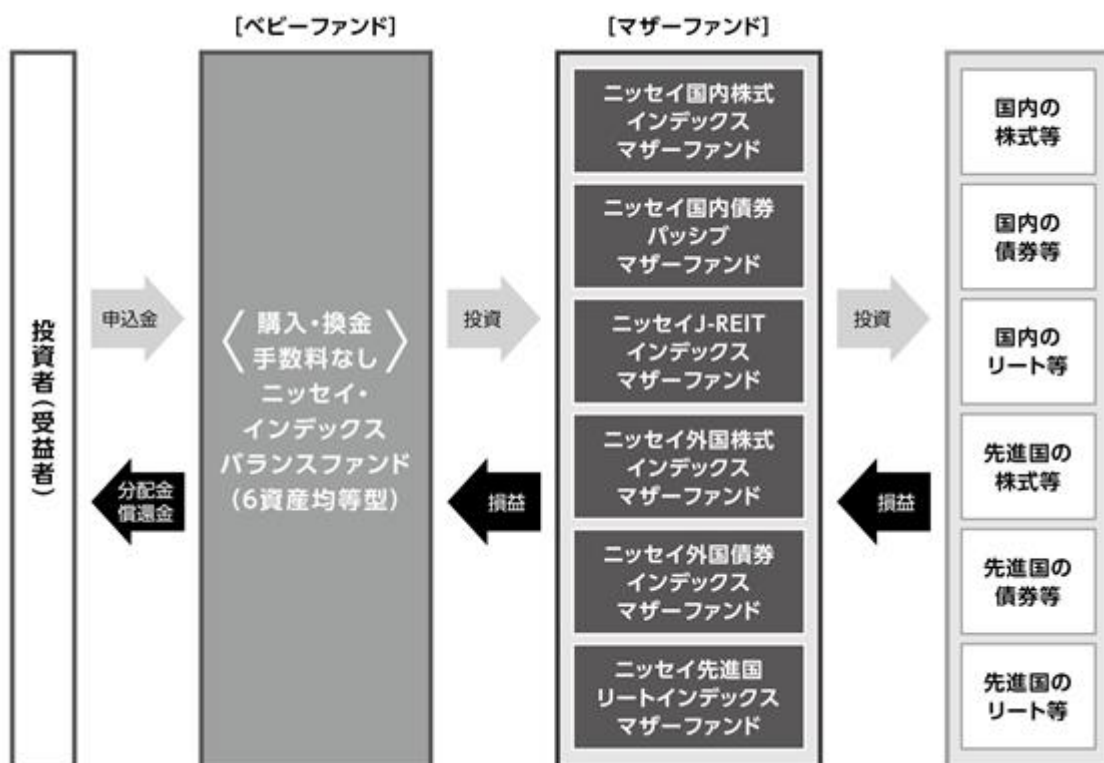 [ベビーファンド]
[マザーファンド]
投資者(受益者)
申込金
分配金
償還金
〈購入・換金
手数料なし〉
ニッセイ・
インデックス
バランスファンド
(6資産均等型)
投資
損益
ニッセイ国内株式
インデックス
マザーファンド
ニッセイ国内債券
パッシブ
マザーファンド
ニッセイJ-REIT
インデックス
マザーファンド
ニッセイ外国株式
インデックス
マザーファンド
ニッセイ外国債券
インデックス
マザーファンド
ニッセイ先進国
リートインデックス
マザーファンド
投資
損益
国内の
株式等
国内の
債券等
国内の
リート等
先進国の
株式等
先進国の
債券等
先進国の
リート等